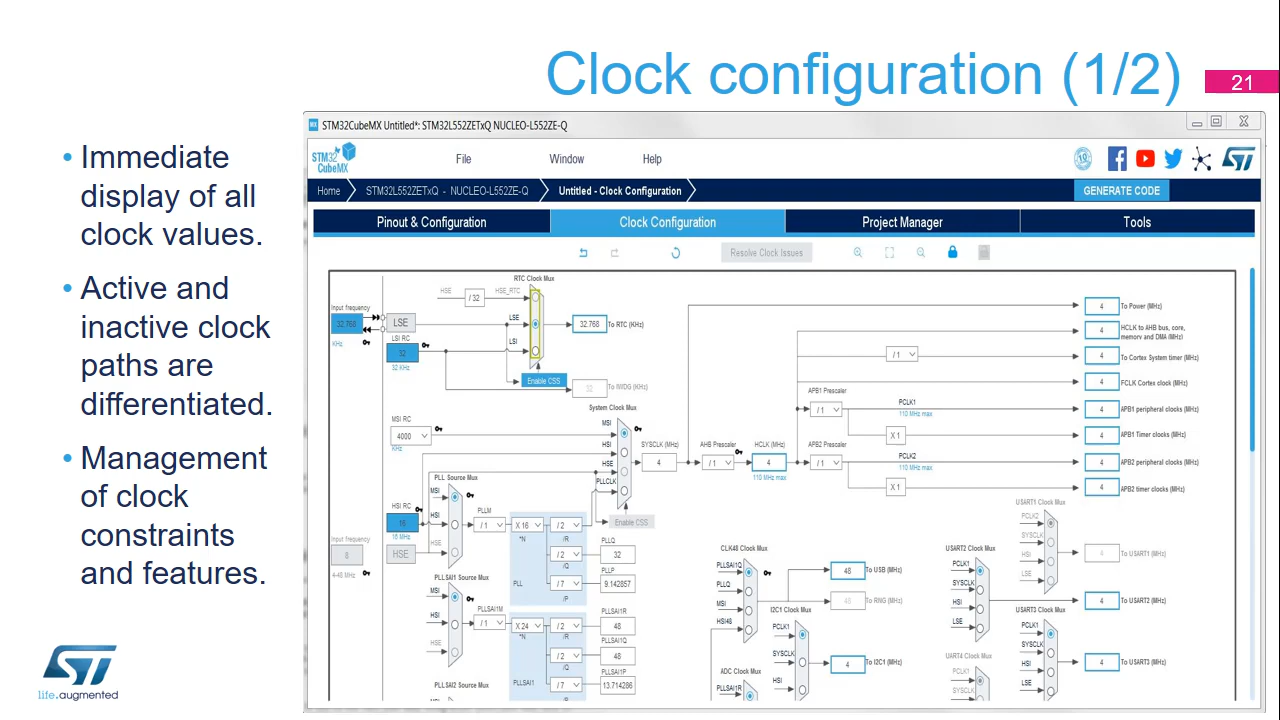 Clock configuration (1/2)
21
• Immediate
display of all
clock values.
• Active and
inactive clock
paths are
differentiated.
• Management
of clock
constraints
and features.
ST
life.augmented
MX STM32CubeMX Untitled*: STM32L552ZETxQ NUCLEO-L552ZE-Q
STM32
CubeMX
File
Window
Help
10
ST
Home
STM32L552ZETxQ - NUCLEO-L552ZE-Q
Untitled - Clock Configuration
GENERATE CODE
Pinout & Configuration
Clock Configuration
Project Manager
Tools
Resolve Clock Issues
RTC Clock Mux
HSE
/ 32
HSE_RTC
Input frequency
32.768
KHz
LSE
LSE
32.768
To RTC (KHz)
LSI RC
32
32 KHz
LSI
Enable CSS
32
To IWDG (KHz)
4
To Power (MHz)
4
HCLK to AHB bus, core,
memory and DMA (MHz)
/ 1
4
To Cortex System timer (MHz)
4
FCLK Cortex clock (MHz)
APB1 Prescaler
/ 1
PCLK1
110 MHz max
4
APB1 peripheral clocks (MHz)
X 1
4
APB1 Timer clocks (MHz)
System Clock Mux
MSI RC
4000
KHz
MSI
HSI
HSE
PLLCLK
SYSCLK (MHz)
4
AHB Prescaler
/ 1
HCLK (MHz)
4
110 MHz max
APB2 Prescaler
/ 1
PCLK2
110 MHz max
4
APB2 peripheral clocks (MHz)
X 1
4
APB2 timer clocks (MHz)
Enable CSS
PLL Source Mux
MSI
HSI
HSE
HSI RC
16
16 MHz
Input frequency
8
4-48 MHz
HSE
PLLM
/ 1
X 16
*N
/ 2
/R
/ 2
/Q
/ 7
/P
PLL
PLLQ
32
PLLP
9.142857
PLLSAI1 Source Mux
MSI
HSI
HSE
PLLSAI1M
/ 1
X 24
*N
/ 2
/R
/ 2
/Q
/ 7
PLLSAI1
PLLSAI1R
48
PLLSAI1Q
48
PLLSAI1P
13.714286
PLLSAI2 Source Mux
MSI
CLK48 Clock Mux
PLLSAI1Q
PLLQ
MSI
HSI48
48
To USB (MHz)
48
To RNG (MHz)
I2C1 Clock Mux
PCLK1
SYSCLK
HSI
4
To I2C1 (MHz)
ADC Clock Mux
PLLSAI1R
USART1 Clock Mux
PCLK2
SYSCLK
HSI
LSE
4
To USART1 (MHz)
USART2 Clock Mux
PCLK1
SYSCLK
HSI
LSE
4
To USART2 (MHz)
USART3 Clock Mux
PCLK1
SYSCLK
HSI
LSE
4
To USART3 (MHz)
UART4 Clock Mux
PCLK1
SYSCLK